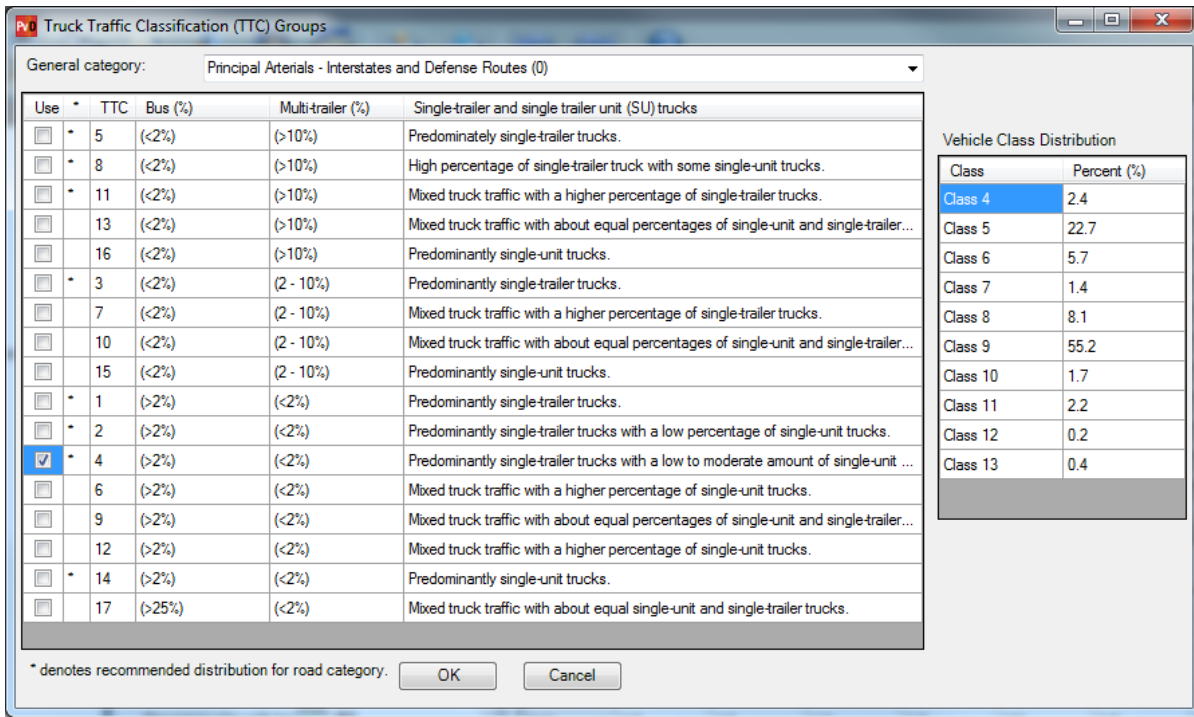 PvD Truck Traffic Classification (TTC) Groups
General category: Principal Arterials - Interstates and Defense Routes (0)
Use * TTC Bus (%) Multi-trailer (%) Single-trailer and single trailer unit (SU) trucks
* 5 (<2%) (>10%) Predominately single-trailer trucks.
* 8 (<2%) (>10%) High percentage of single-trailer truck with some single-unit trucks.
* 11 (<2%) (>10%) Mixed truck traffic with a higher percentage of single-trailer trucks.
13 (<2%) (>10%) Mixed truck traffic with about equal percentages of single-unit and single-trailer...
16 (<2%) (>10%) Predominantly single-unit trucks.
* 3 (<2%) (2 - 10%) Predominantly single-trailer trucks.
7 (<2%) (2 - 10%) Mixed truck traffic with a higher percentage of single-trailer trucks.
10 (<2%) (2 - 10%) Mixed truck traffic with about equal percentages of single-unit and single-trailer...
15 (<2%) (2 - 10%) Predominantly single-unit trucks.
* 1 (>2%) (<2%) Predominantly single-trailer trucks.
* 2 (>2%) (<2%) Predominantly single-trailer trucks with a low percentage of single-unit trucks.
* 4 (>2%) (<2%) Predominantly single-trailer trucks with a low to moderate amount of single-unit ...
6 (>2%) (<2%) Mixed truck traffic with a higher percentage of single-unit trucks.
9 (>2%) (<2%) Mixed truck traffic with about equal percentages of single-unit and single-trailer...
12 (>2%) (<2%) Mixed truck traffic with a higher percentage of single-unit trucks.
* 14 (>2%) (<2%) Predominantly single-unit trucks.
17 (>25%) (<2%) Mixed truck traffic with about equal single-unit and single-trailer trucks.
* denotes recommended distribution for road category.
OK
Cancel
Vehicle Class Distribution
Class Percent (%)
Class 4 2.4
Class 5 22.7
Class 6 5.7
Class 7 1.4
Class 8 8.1
Class 9 55.2
Class 10 1.7
Class 11 2.2
Class 12 0.2
Class 13 0.4